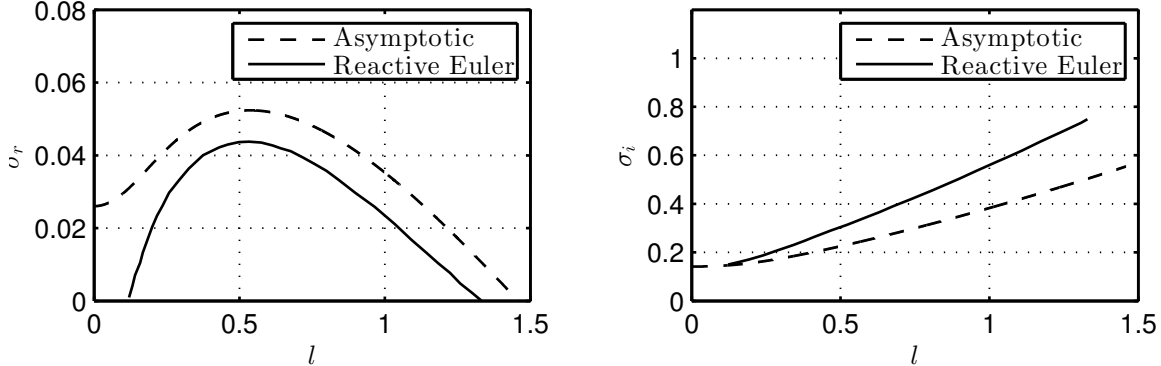 0.08
0.06
0.04
0.02
0
σᵣ
Asymptotic
Reactive Euler
0 0.5 1 1.5
l
1
0.8
0.6
0.4
0.2
0
σᵢ
Asymptotic
Reactive Euler
0 0.5 1 1.5
l